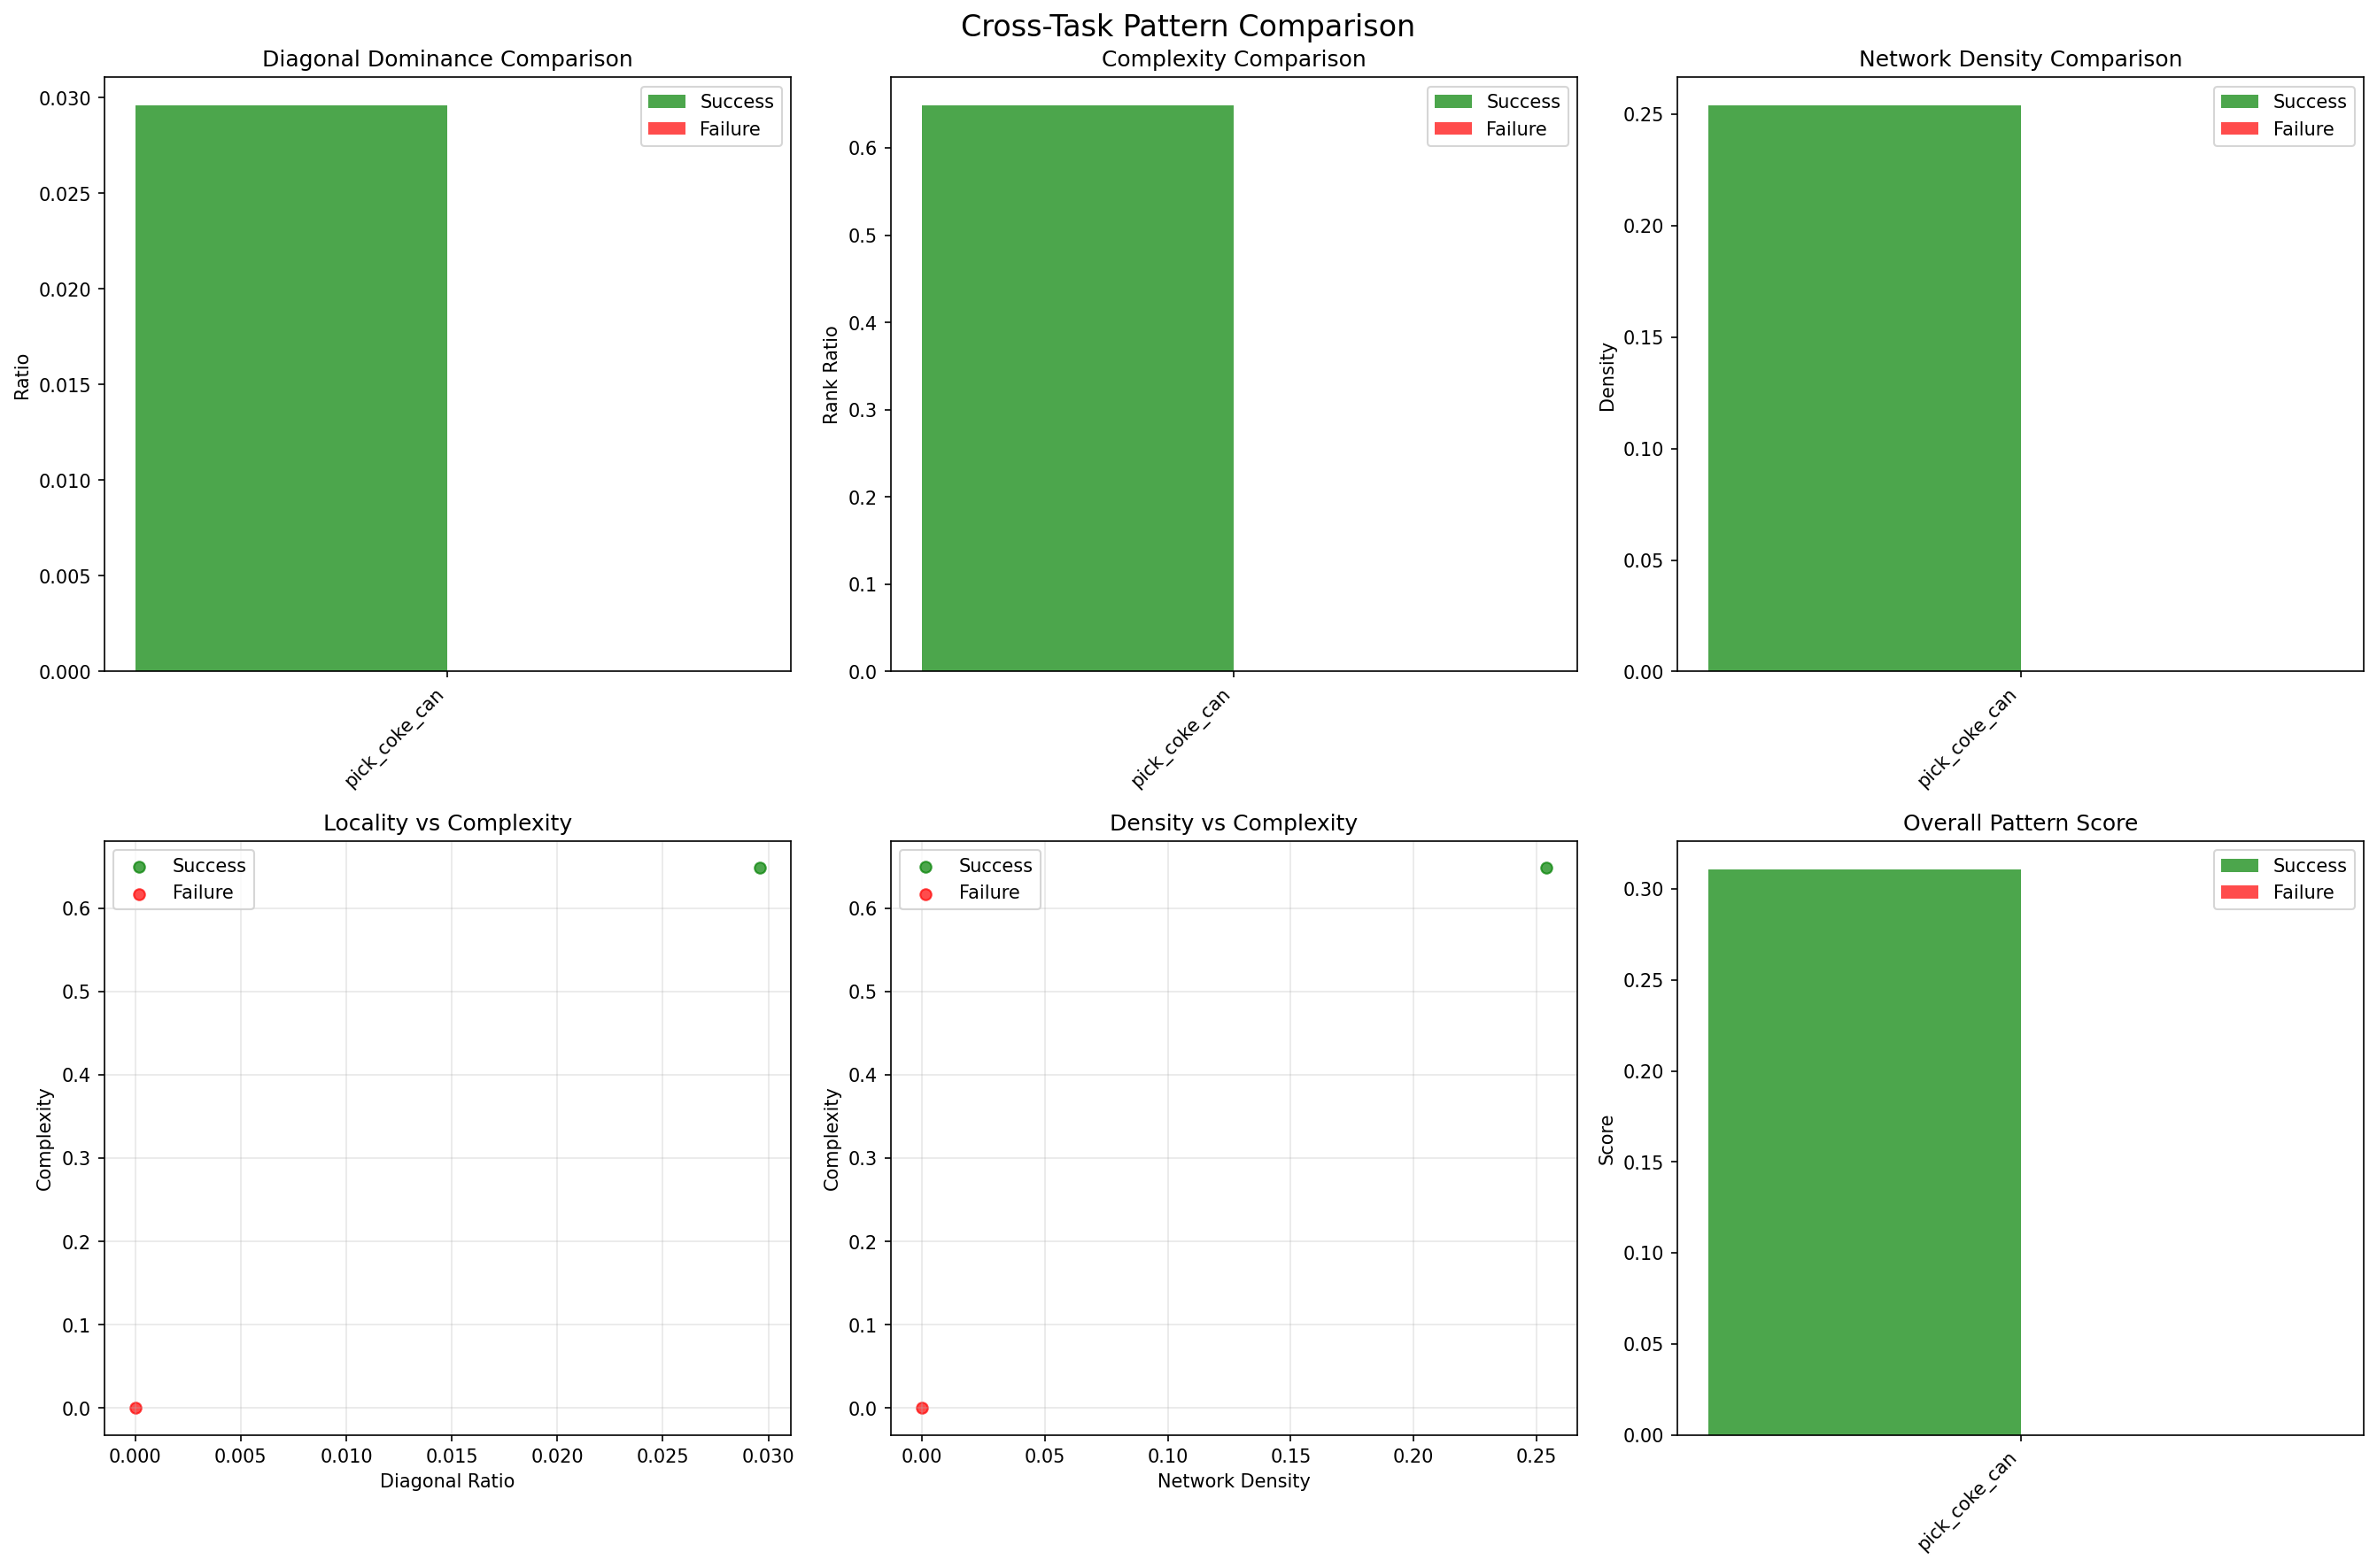 Cross-Task Pattern Comparison
Diagonal Dominance Comparison
Ratio
0.030
0.025
0.020
0.015
0.010
0.005
0.000
Success
Failure
pick_coke_can
Complexity Comparison
Rank Ratio
0.6
0.5
0.4
0.3
0.2
0.1
0.0
Success
Failure
pick_coke_can
Network Density Comparison
Density
0.25
0.20
0.15
0.10
0.05
0.00
Success
Failure
pick_coke_can
Locality vs Complexity
Complexity
0.6
0.5
0.4
0.3
0.2
0.1
0.0
Success
Failure
0.000 0.005 0.010 0.015 0.020 0.025 0.030
Diagonal Ratio
Density vs Complexity
Complexity
0.6
0.5
0.4
0.3
0.2
0.1
0.0
Success
Failure
0.00 0.05 0.10 0.15 0.20 0.25
Network Density
Overall Pattern Score
Score
0.30
0.25
0.20
0.15
0.10
0.05
0.00
Success
Failure
pick_coke_can